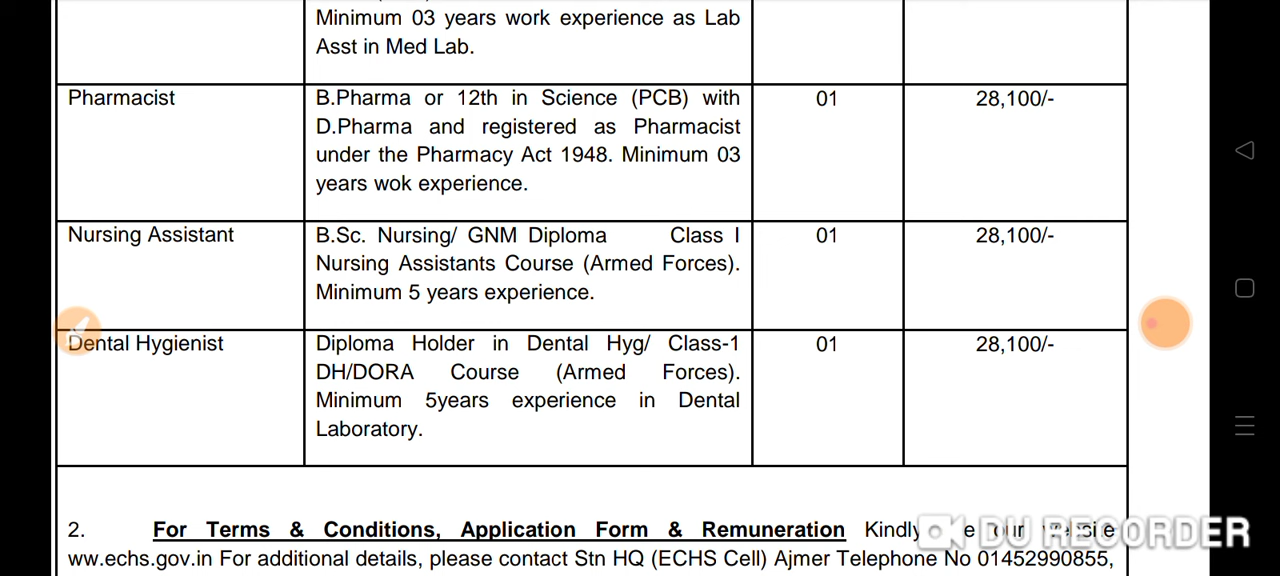 Minimum 03 years work experience as Lab
Asst in Med Lab.
Pharmacist B.Pharma or 12th in Science (PCB) with 01 28,100/-
D.Pharma and registered as Pharmacist
under the Pharmacy Act 1948. Minimum 03
years wok experience.
Nursing Assistant B.Sc. Nursing/ GNM Diploma Class I 01 28,100/-
Nursing Assistants Course (Armed Forces).
Minimum 5 years experience.
Dental Hygienist Diploma Holder in Dental Hyg/ Class-1 01 28,100/-
DH/DORA Course (Armed Forces).
Minimum 5years experience in Dental
Laboratory.
2. For Terms & Conditions, Application Form & Remuneration Kindly our website
ww.echs.gov.in For additional details, please contact Stn HQ (ECHS Cell) Ajmer Telephone No 01452990855,
DU RECORDER